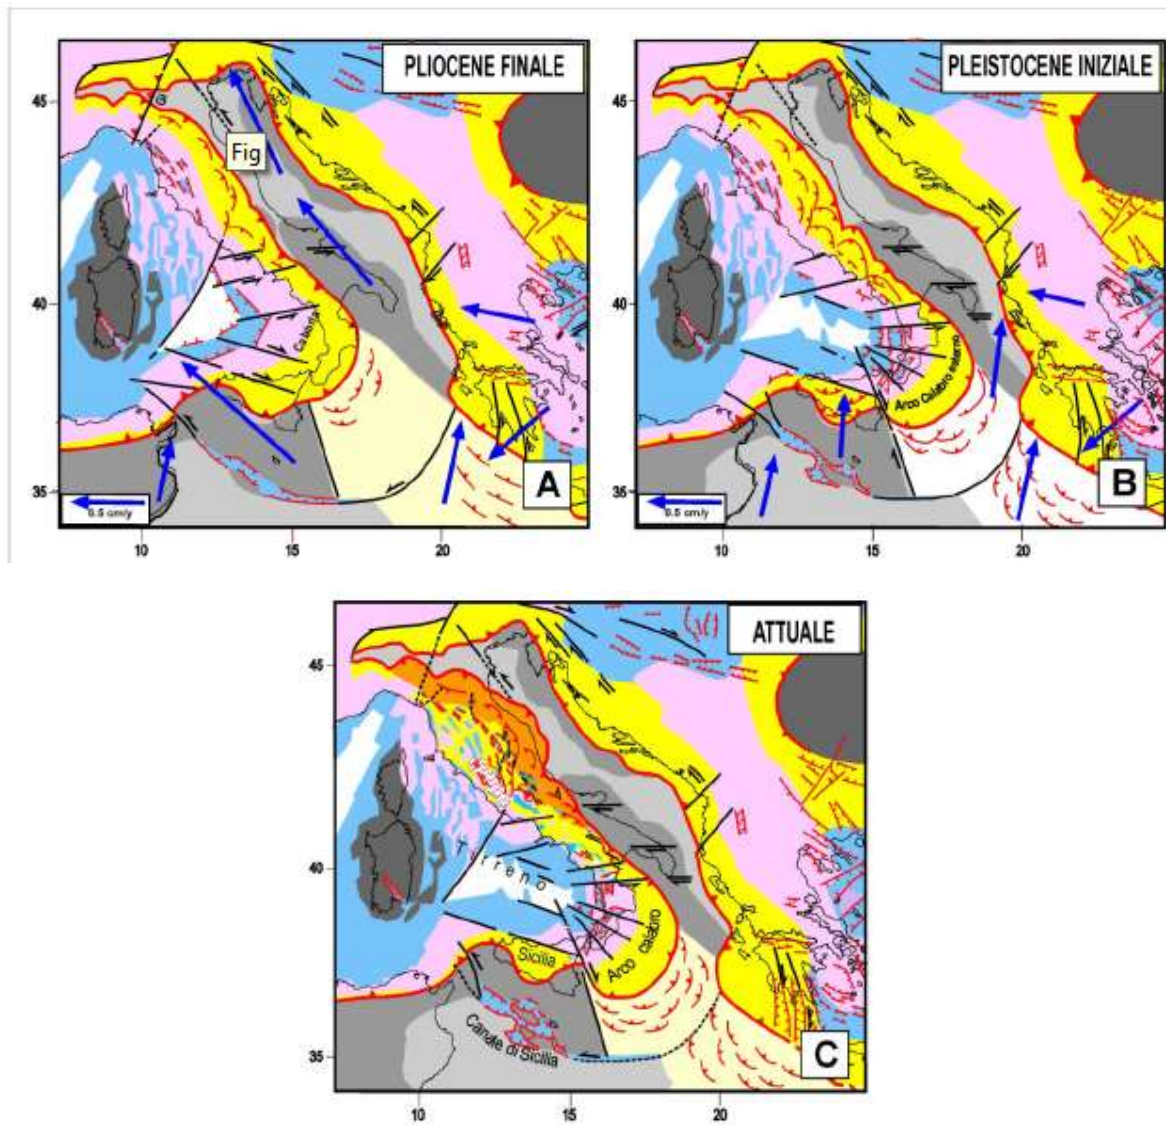 PLIOCENE FINALE
45
Fig
40
Calabria
35
0.5 cm/y
A
10
15
20
PLEISTOCENE INIZIALE
45
40
Arco Calabro esterno
35
0.5 cm/y
B
10
15
20
ATTUALE
45
40
Tirreno
Arco calabro
Sicilia
Canale di Sicilia
35
C
10
15
20